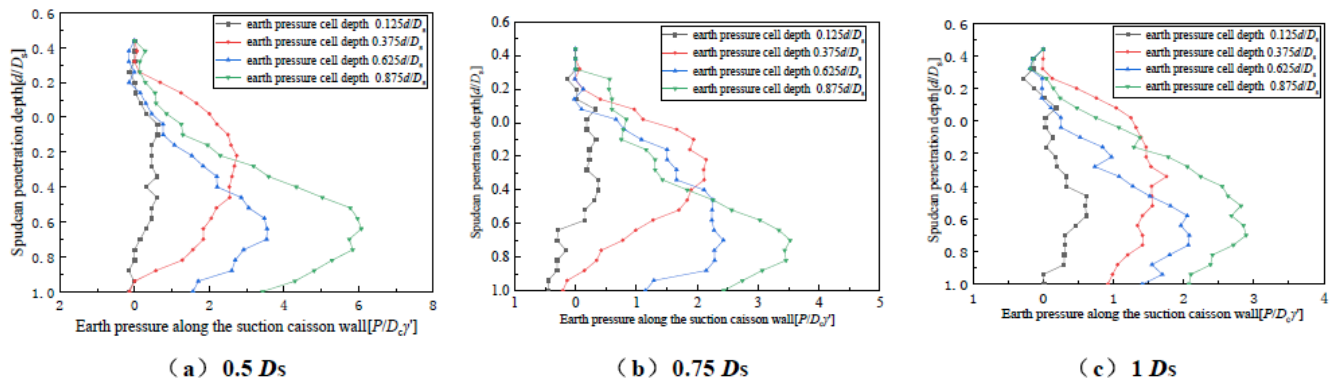 earth pressure cell depth 0.125d/Dₛ
earth pressure cell depth 0.375d/Dₛ
earth pressure cell depth 0.625d/Dₛ
earth pressure cell depth 0.875d/Dₛ
Spudcan penetration depth[d/Dₛ]
0.6
0.4
0.2
0.0
0.2
0.4
0.6
0.8
1.0
2 0 2 4 6 8
Earth pressure along the suction caisson wall[P/D꜀γ']
（a）0.5 Ds
earth pressure cell depth 0.125d/Dₛ
earth pressure cell depth 0.375d/Dₛ
earth pressure cell depth 0.625d/Dₛ
earth pressure cell depth 0.875d/Dₛ
Spudcan penetration depth[d/Dₛ]
0.6
0.4
0.2
0.0
0.2
0.4
0.6
0.8
1.0
1 0 1 2 3 4 5
Earth pressure along the suction caisson wall[P/D꜀γ']
（b）0.75 Ds
earth pressure cell depth 0.125d/Dₛ
earth pressure cell depth 0.375d/Dₛ
earth pressure cell depth 0.625d/Dₛ
earth pressure cell depth 0.875d/Dₛ
Spudcan penetration depth[d/Dₛ]
0.6
0.4
0.2
0.0
0.2
0.4
0.6
0.8
1.0
1 0 1 2 3 4
Earth pressure along the suction caisson wall[P/D꜀γ']
（c）1 Ds